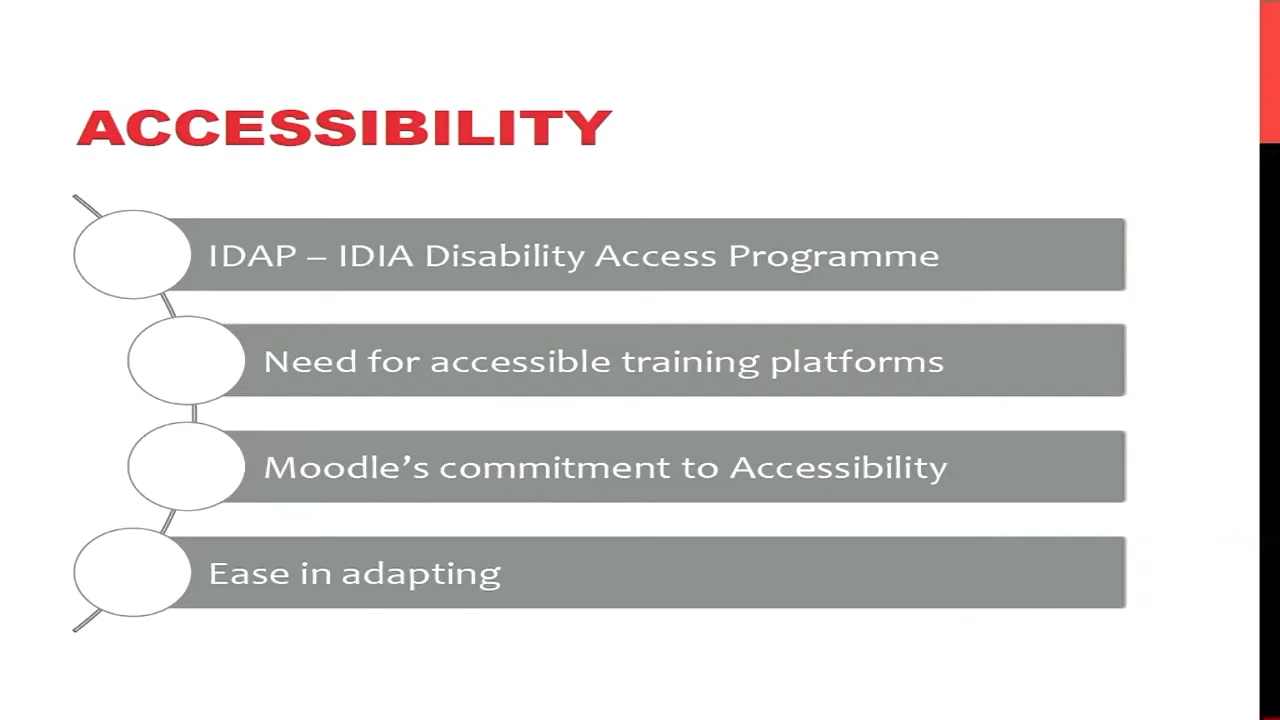 ACCESSIBILITY
IDAP – IDIA Disability Access Programme
Need for accessible training platforms
Moodle’s commitment to Accessibility
Ease in adapting